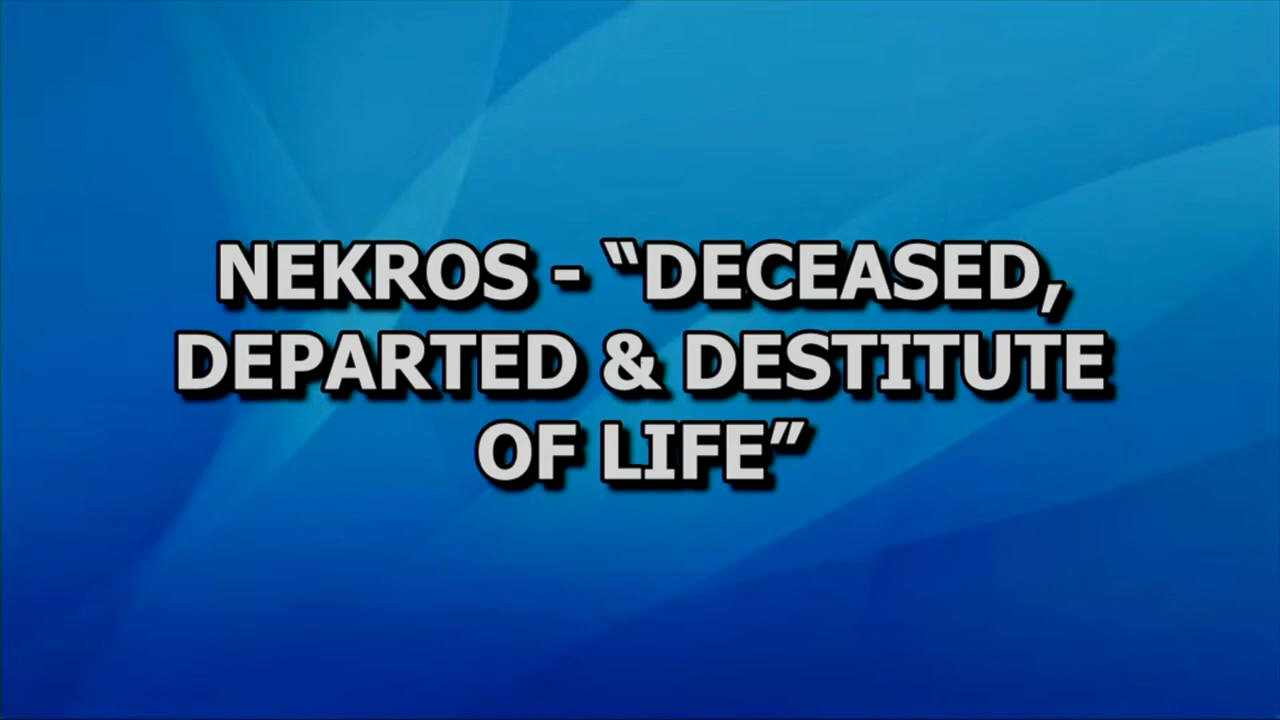 NEKROS - “DECEASED,
DEPARTED & DESTITUTE
OF LIFE”